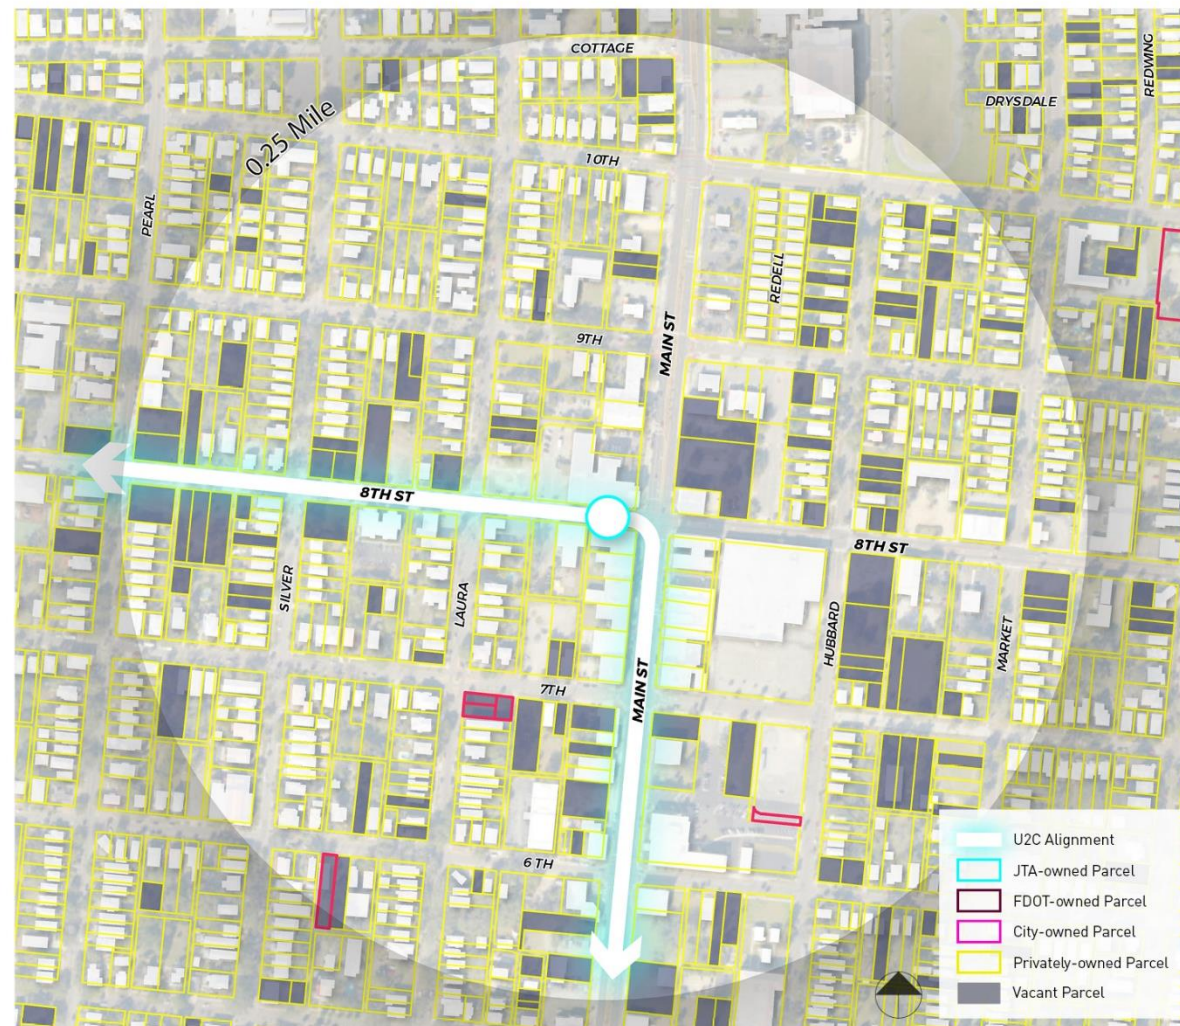 COTTAGE
REDWING
DRYSDALE
0.25 Mile
10TH
PEARL
REDELL
MAIN ST
9TH
8TH ST
8TH ST
SILVER
LAURA
HUBBARD
MARKET
MAIN ST
7TH
6 TH
U2C Alignment
JTA-owned Parcel
FDOT-owned Parcel
City-owned Parcel
Privately-owned Parcel
Vacant Parcel